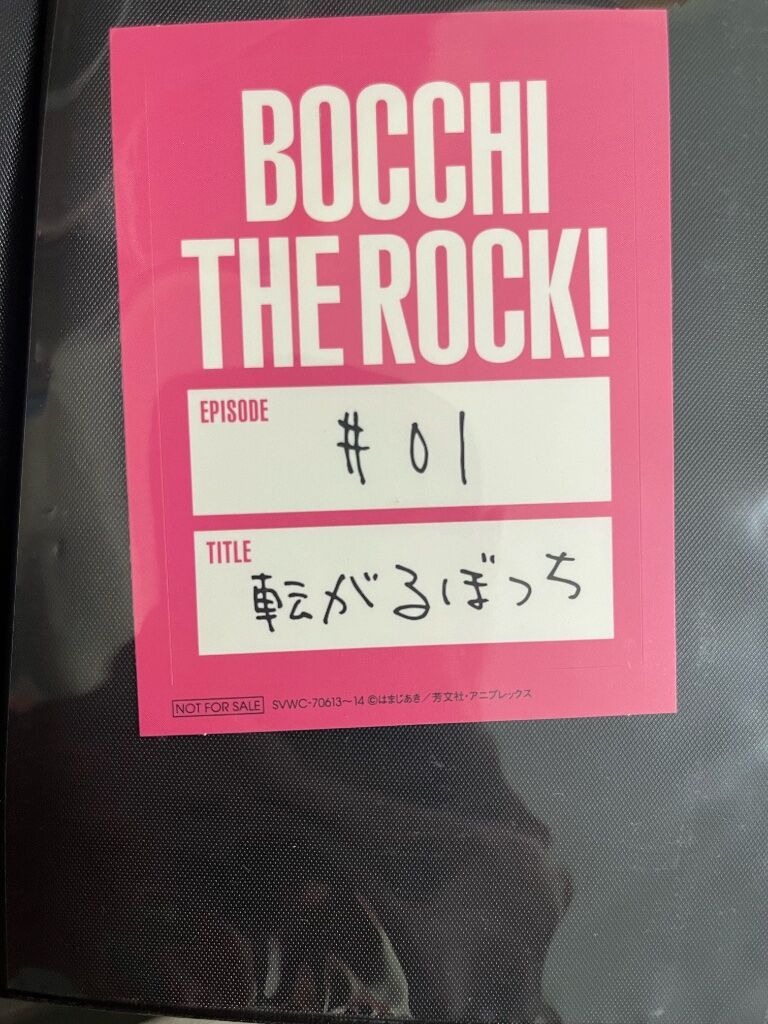 BOCCHI
THE ROCK!
EPISODE
#01
TITLE
転がるぼっち
NOT FOR SALE SVWC-70613～14 ©はまじあき／芳文社・アニプレックス